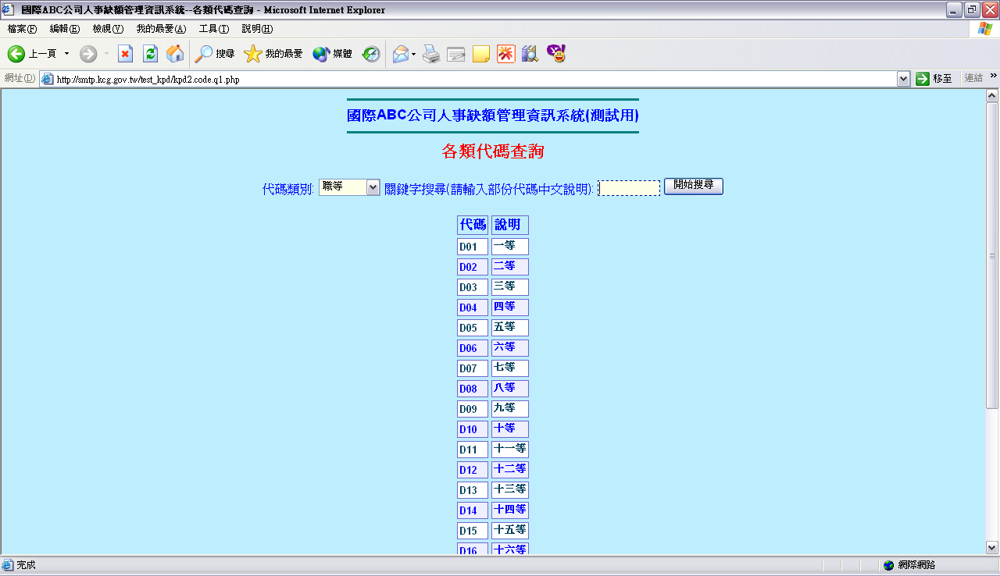 國際ABC公司人事缺額管理資訊系統--各類代碼查詢 - Microsoft Internet Explorer
檔案(F) 編輯(E) 檢視(V) 我的最愛(A) 工具(T) 說明(H)
上一頁 搜尋 我的最愛 媒體
網址(D) http://smtp.kcg.gov.tw/test_kpd/kpd2.code.q1.php 移至 連結 »
國際ABC公司人事缺額管理資訊系統(測試用)
各類代碼查詢
代碼類別: 職等 關鍵字搜尋(請輸入部份代碼中文說明): 開始搜尋
代碼 說明
D01 一等
D02 二等
D03 三等
D04 四等
D05 五等
D06 六等
D07 七等
D08 八等
D09 九等
D10 十等
D11 十一等
D12 十二等
D13 十三等
D14 十四等
D15 十五等
D16 十六等
完成 網際網路